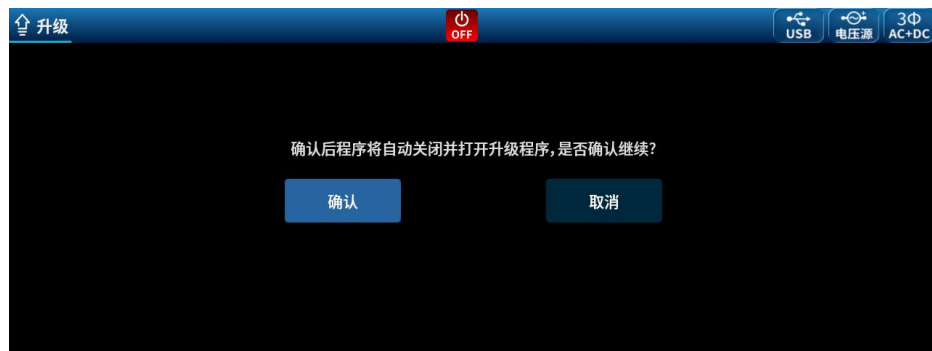 升级
OFF
USB
电压源
3Φ
AC+DC
确认后程序将自动关闭并打开升级程序,是否确认继续?
确认
取消